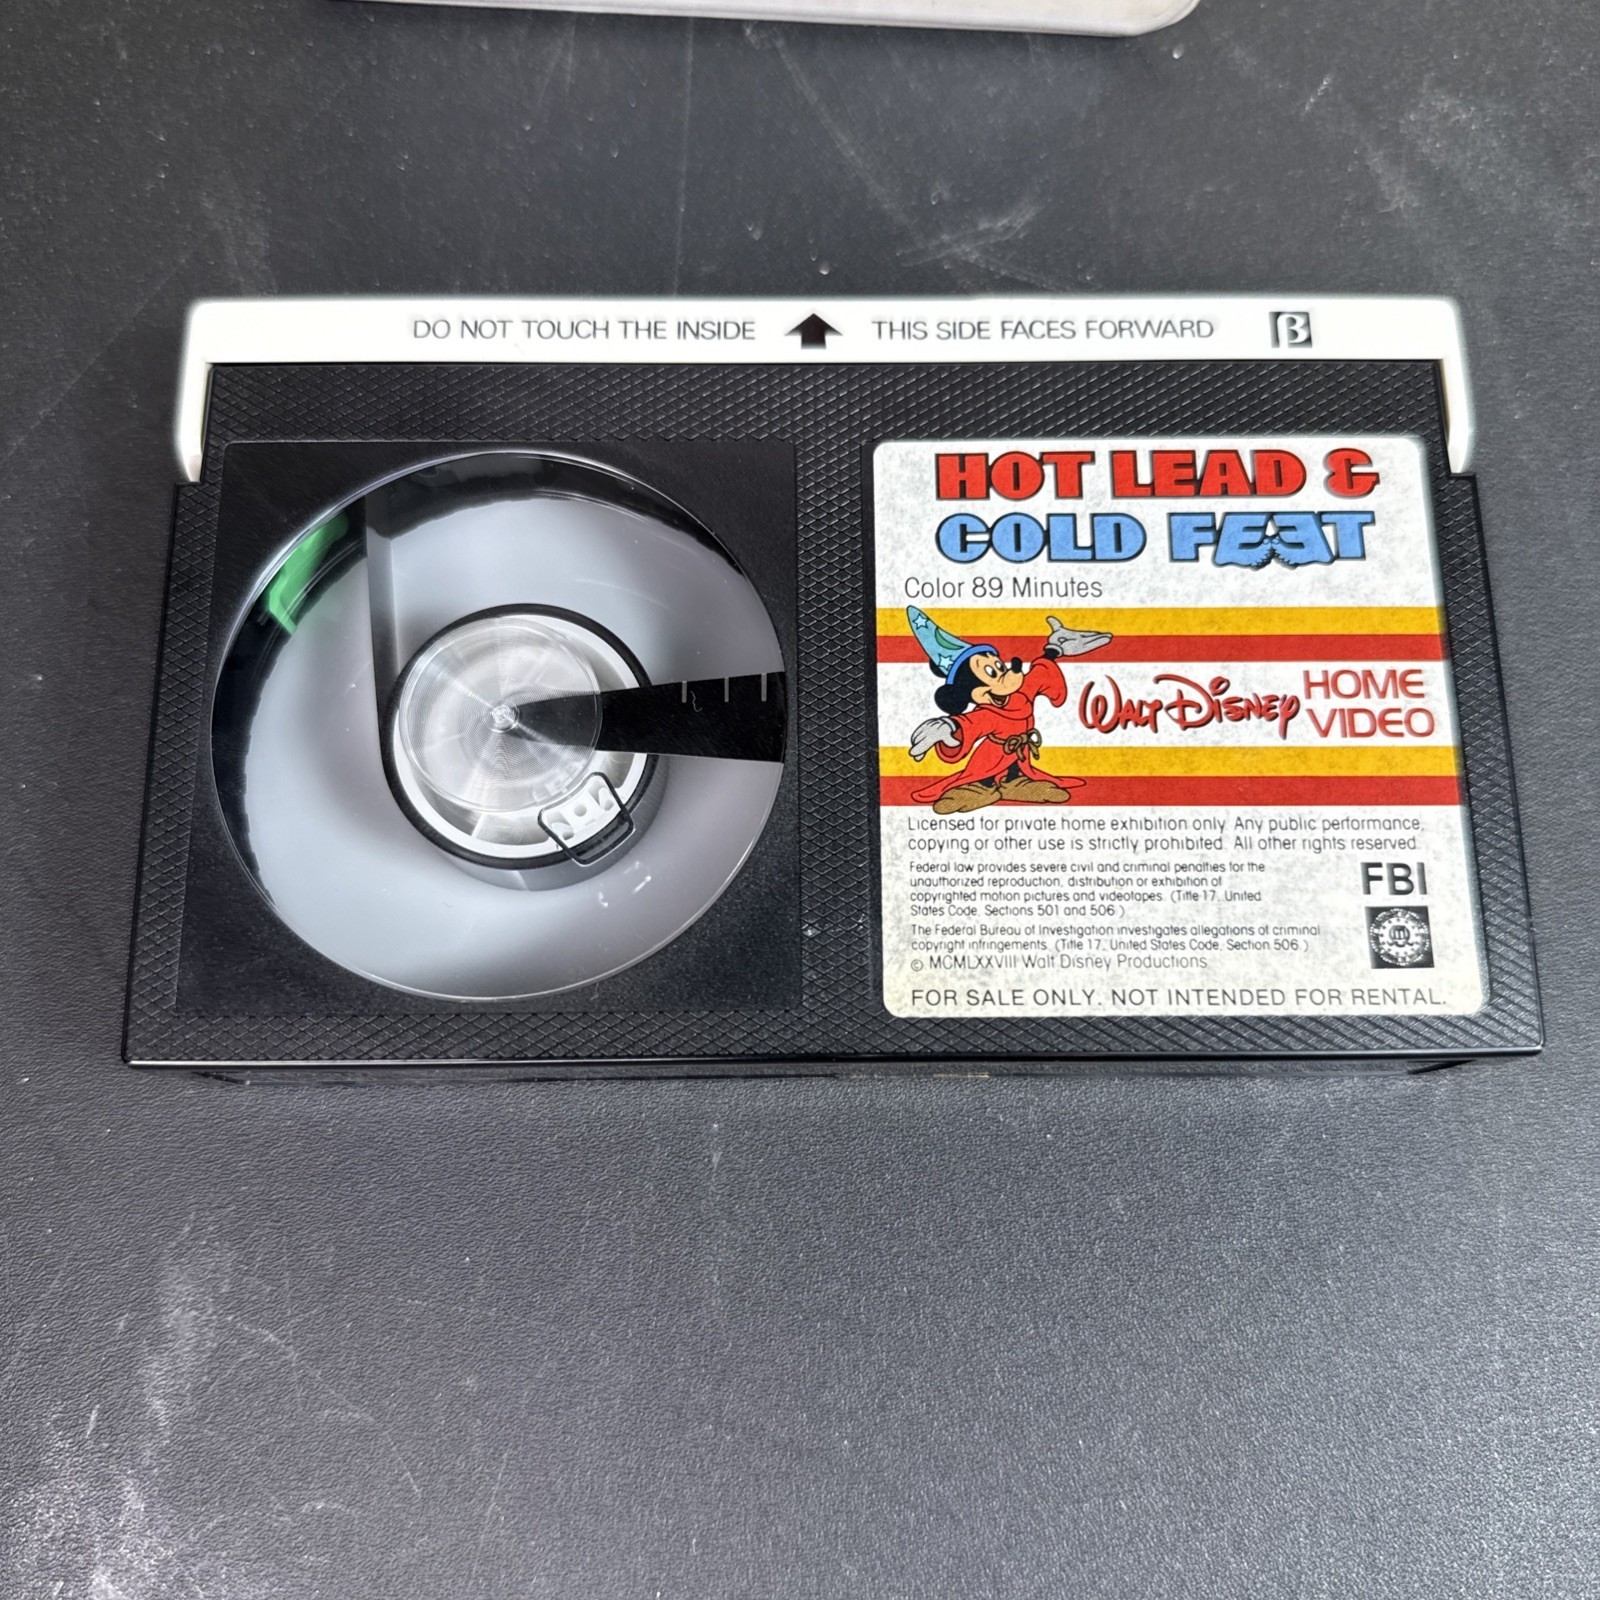 DO NOT TOUCH THE INSIDE THIS SIDE FACES FORWARD β
HOT LEAD &
COLD FEET
Color 89 Minutes
WALT DISNEY HOME VIDEO
Licensed for private home exhibition only. Any public performance,
copying or other use is strictly prohibited. All other rights reserved.
Federal law provides severe civil and criminal penalties for the
unauthorized reproduction, distribution or exhibition of
copyrighted motion pictures and videotapes. (Title 17, United
States Code, Sections 501 and 506.)
FBI
The Federal Bureau of Investigation investigates allegations of criminal
copyright infringements. (Title 17, United States Code, Section 506.)
© MCMLXXVIII Walt Disney Productions
FOR SALE ONLY. NOT INTENDED FOR RENTAL.